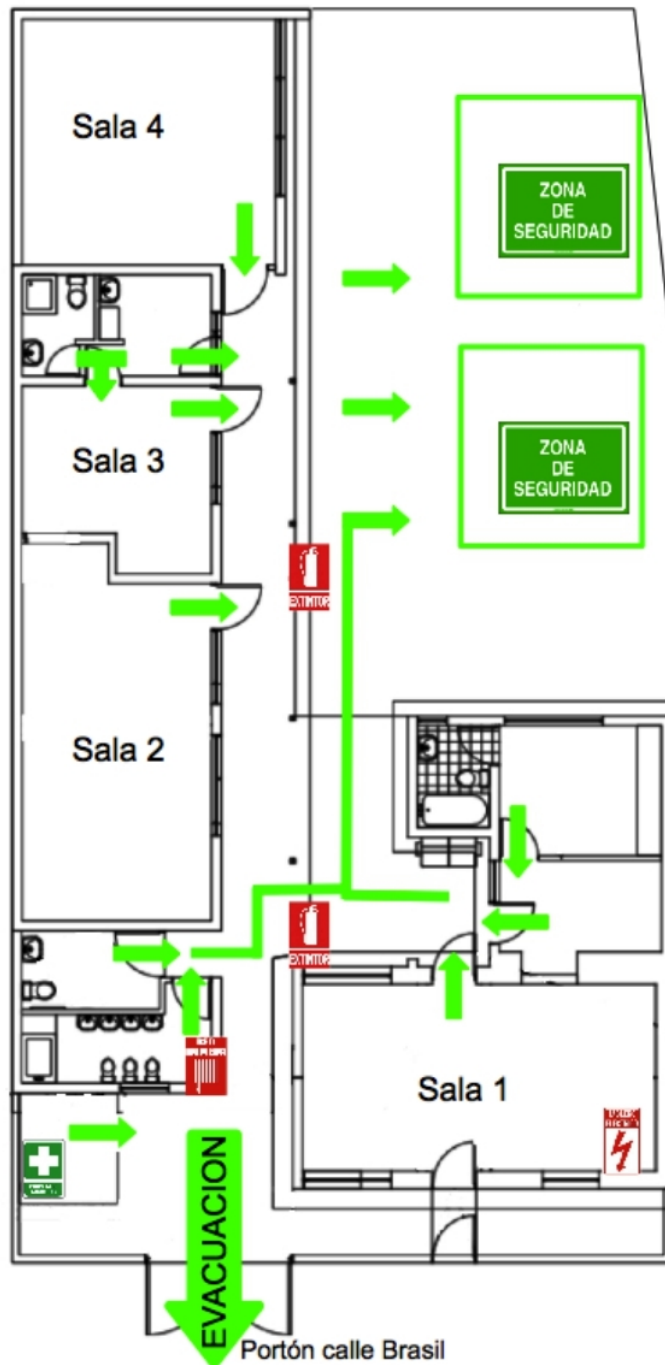 Sala 4
ZONA
DE
SEGURIDAD
Sala 3
ZONA
DE
SEGURIDAD
EXTINTOR
Sala 2
EXTINTOR
Sala 1
EVACUACION
Portón calle Brasil